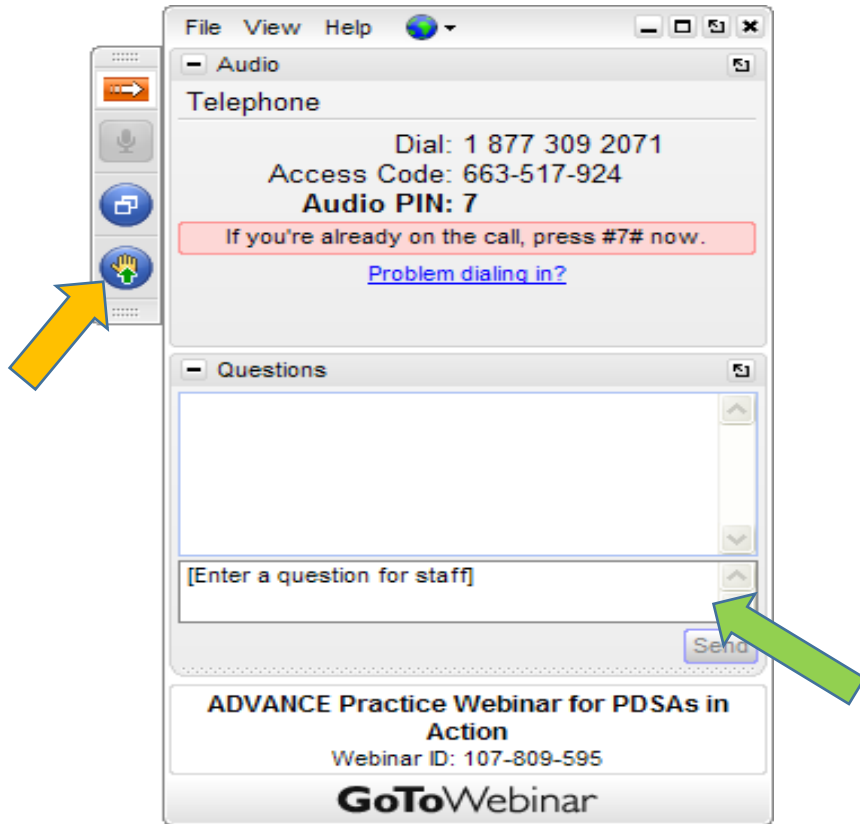 File View Help
Audio
Telephone
Dial: 1 877 309 2071
Access Code: 663-517-924
Audio PIN: 7
If you're already on the call, press #7# now.
Problem dialing in?
Questions
[Enter a question for staff]
Send
ADVANCE Practice Webinar for PDSAs in
Action
Webinar ID: 107-809-595
GoToWebinar